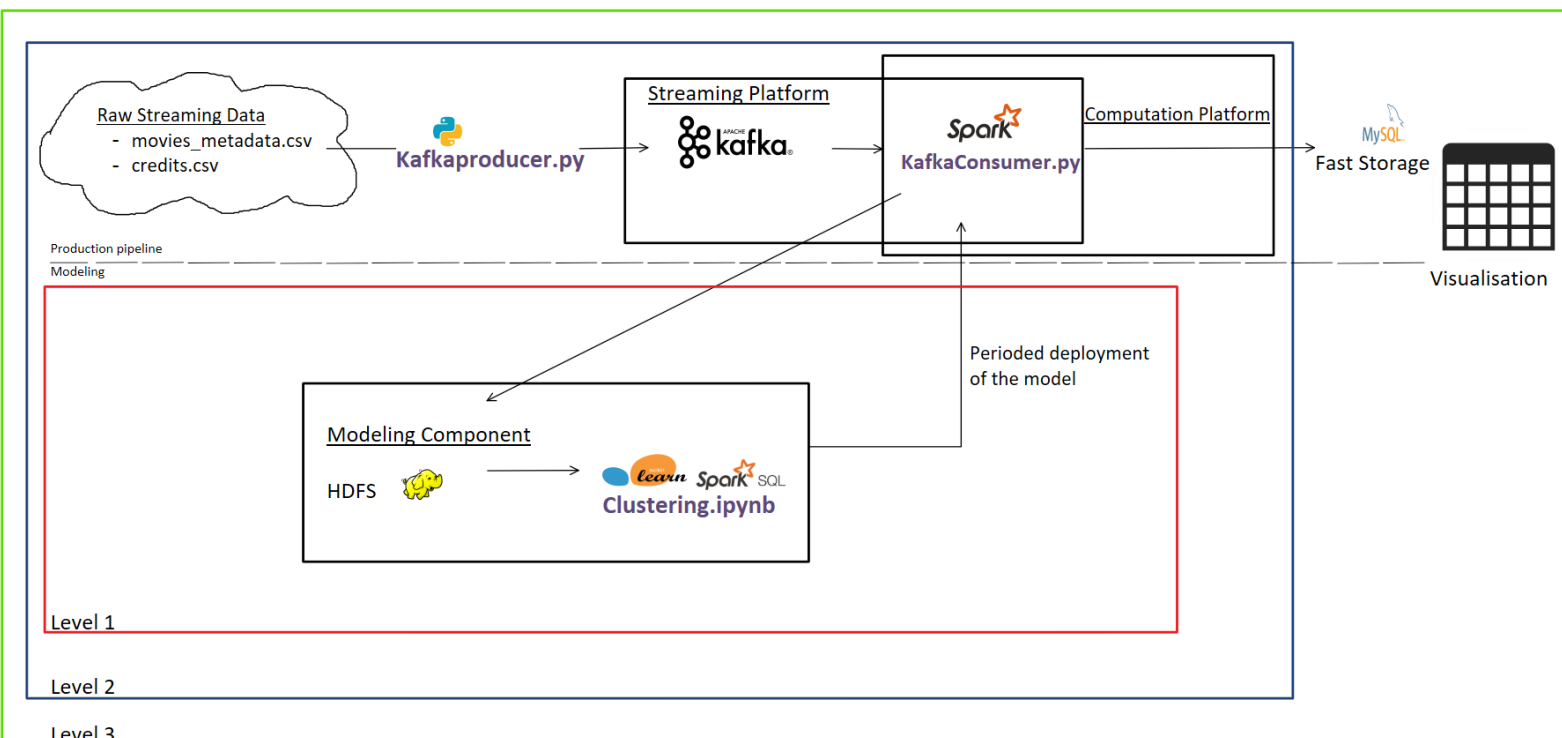 Raw Streaming Data
- movies_metadata.csv
- credits.csv
Kafkaproducer.py
Streaming Platform
APACHE
kafka®
Spark
KafkaConsumer.py
Computation Platform
MySQL
Fast Storage
Visualisation
Production pipeline
Modeling
Perioded deployment
of the model
Modeling Component
HDFS
learn
Spark SQL
Clustering.ipynb
Level 1
Level 2
Level 3